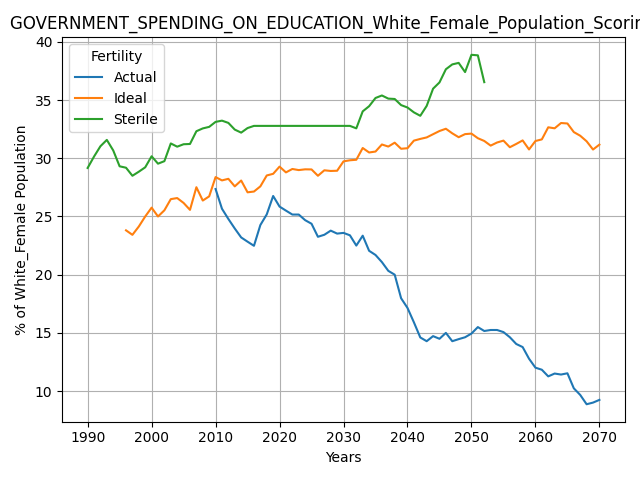 GOVERNMENT_SPENDING_ON_EDUCATION_White_Female_Population_Scorin
Fertility
Actual
Ideal
Sterile
% of White_Female Population
40
35
30
25
20
15
10
1990 2000 2010 2020 2030 2040 2050 2060 2070
Years